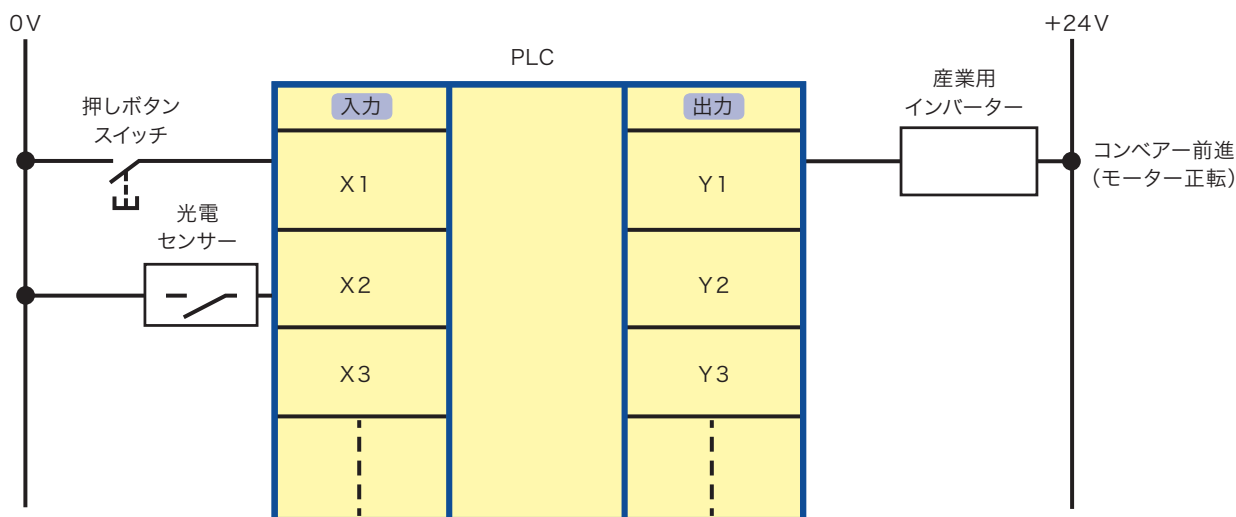 0V
+24V
PLC
産業用
インバーター
入力
出力
押しボタン
スイッチ
コンベアー前進
(モーター正転)
X1
Y1
光電
センサー
X2
Y2
X3
Y3